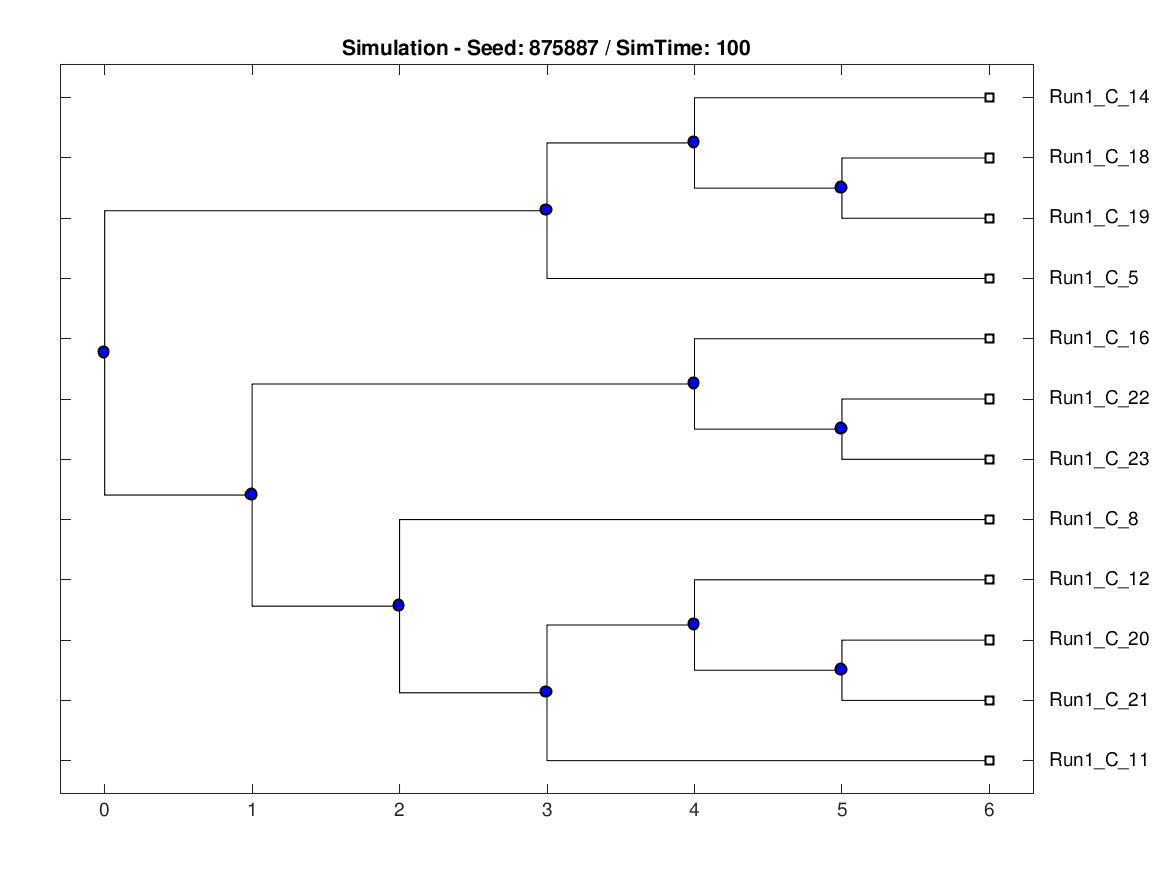 Simulation - Seed: 875887 / SimTime: 100
Run1_C_14
Run1_C_18
Run1_C_19
Run1_C_5
Run1_C_16
Run1_C_22
Run1_C_23
Run1_C_8
Run1_C_12
Run1_C_20
Run1_C_21
Run1_C_11
0 1 2 3 4 5 6